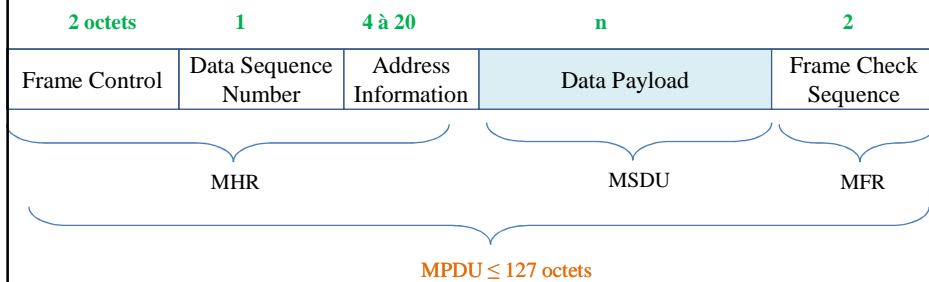 2 octets 1 4 à 20 n 2
Frame Control Data Sequence Number Address Information Data Payload Frame Check Sequence
MHR MSDU MFR
MPDU ≤ 127 octets